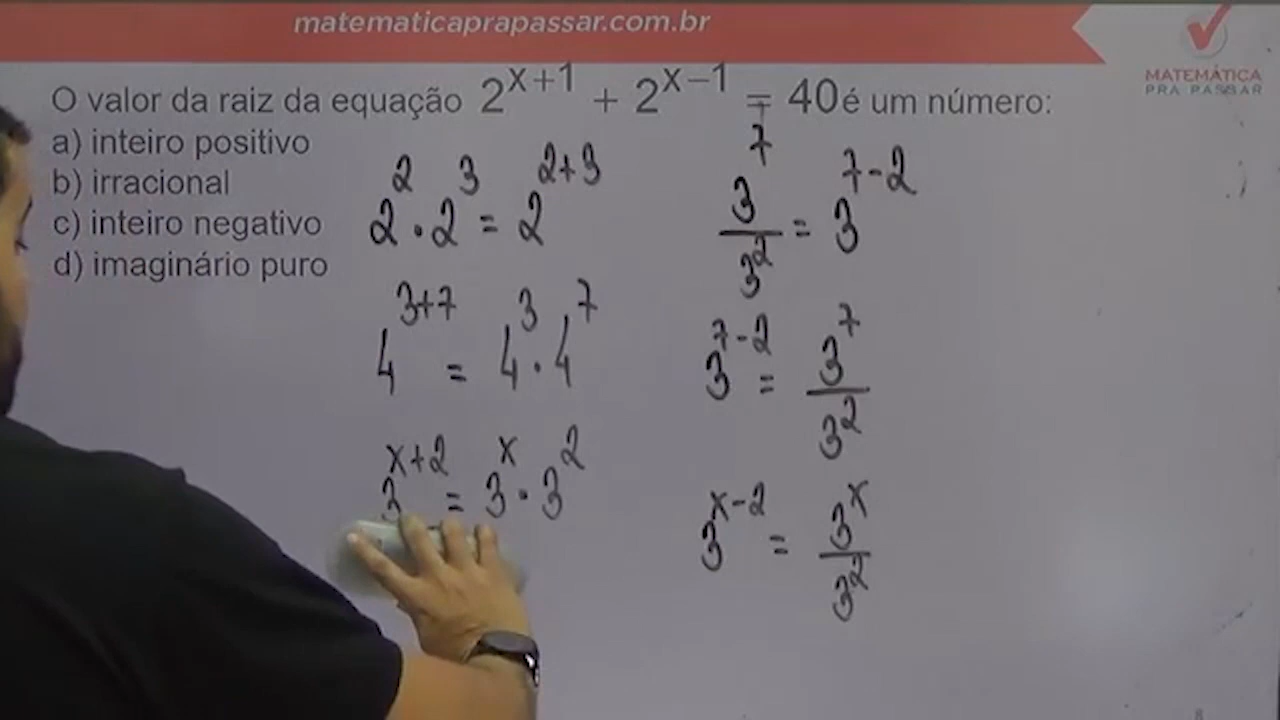 matematicaprapassar.com.br
MATEMÁTICA
PRA PASSAR
O valor da raiz da equação 2^{x+1} + 2^{x-1} = 40 é um número:
a) inteiro positivo
b) irracional
c) inteiro negativo
d) imaginário puro
2^2 · 2^3 = 2^{2+3}
4^{3+7} = 4^3 · 4^7
3^{x+2} = 3^x · 3^2
3^7/3^2 = 3^{7-2}
3^{7-2} = 3^7/3^2
3^{x-2} = 3^x/3^2